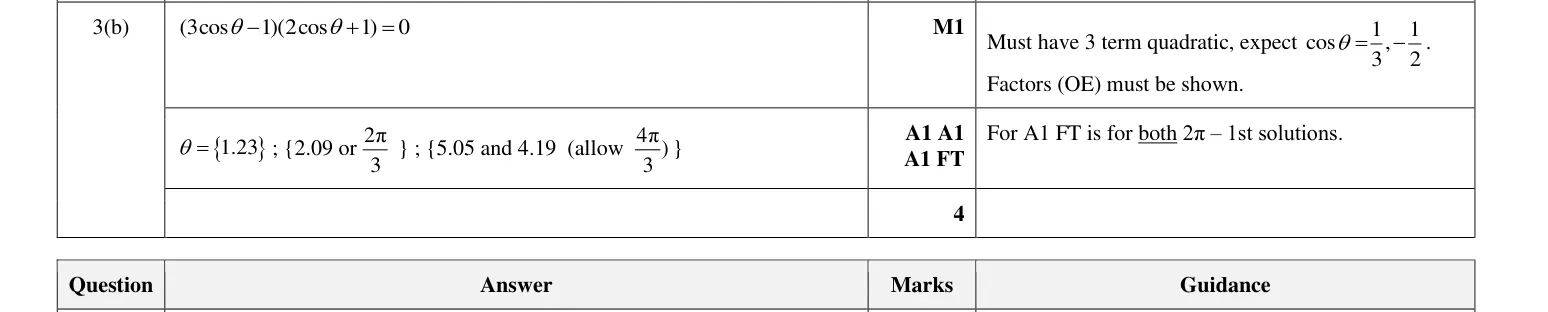 3(b) (3cosθ−1)(2cosθ+1)=0 M1 Must have 3 term quadratic, expect cosθ=1/3,−1/2.
Factors (OE) must be shown.
θ={1.23} ; {2.09 or 2π/3 } ; {5.05 and 4.19 (allow 4π/3) } A1 A1 For A1 FT is for both 2π – 1st solutions.
A1 FT
4
Question Answer Marks Guidance